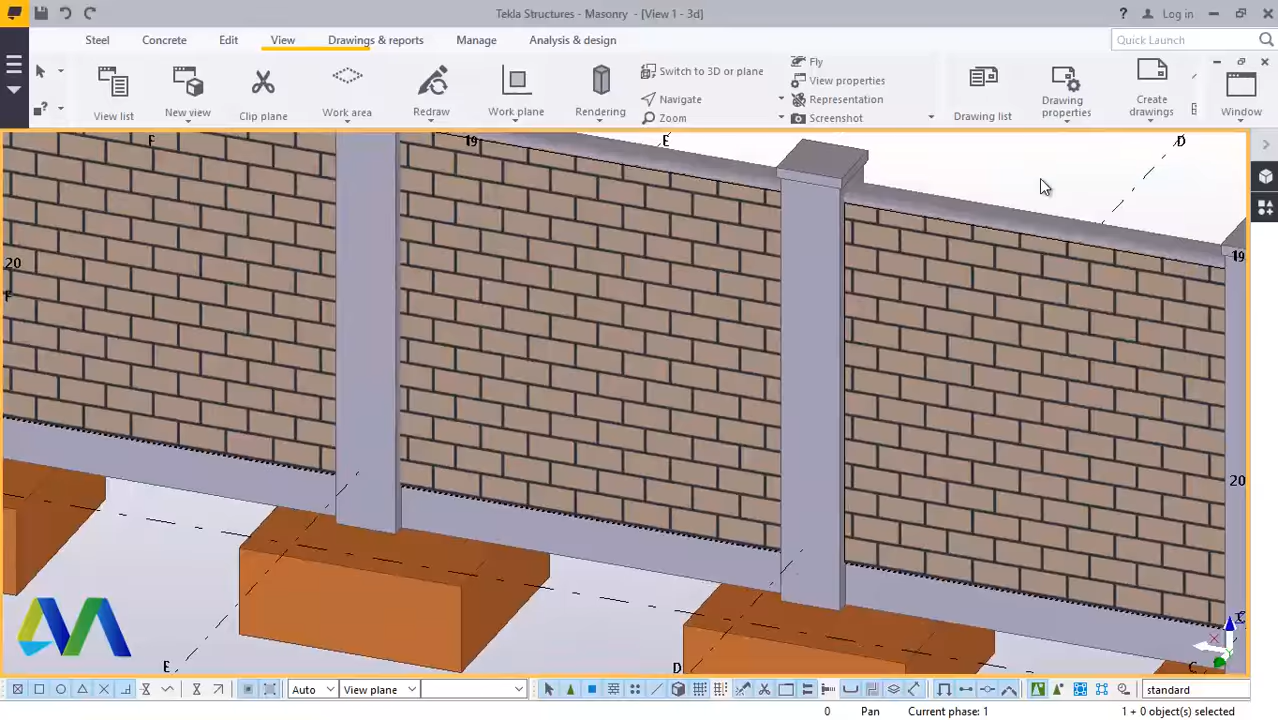 Tekla Structures - Masonry - [View 1 - 3d]
? Log in
Steel Concrete Edit View Drawings & reports Manage Analysis & design
Quick Launch
View list
New view
Clip plane
Work area
Redraw
Work plane
Rendering
Switch to 3D or plane
Navigate
Zoom
Fly
View properties
Representation
Screenshot
Drawing list
Drawing properties
Create drawings
Window
F 19 E D
20
F
19
20
E D C
Auto View plane standard
0 Pan Current phase: 1 1 + 0 object(s) selected